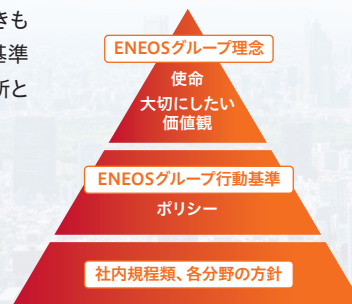 きも
基準
所と
ENEOSグループ理念
使命
大切にしたい
価値観
ENEOSグループ行動基準
ポリシー
社内規程類、各分野の方針